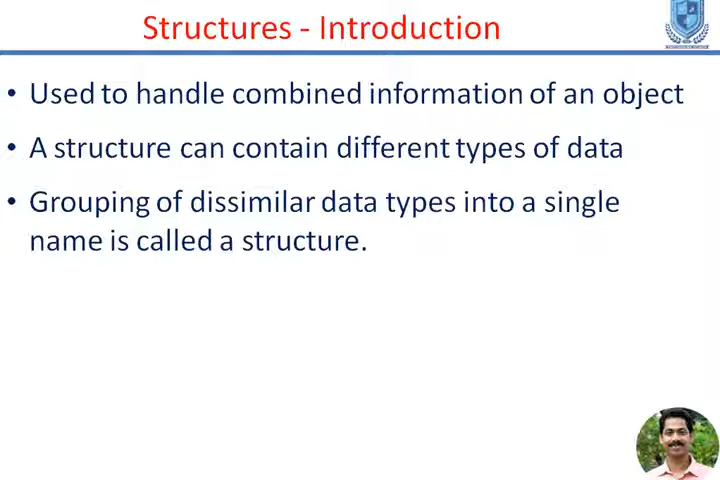 Structures - Introduction
• Used to handle combined information of an object
• A structure can contain different types of data
• Grouping of dissimilar data types into a single
name is called a structure.